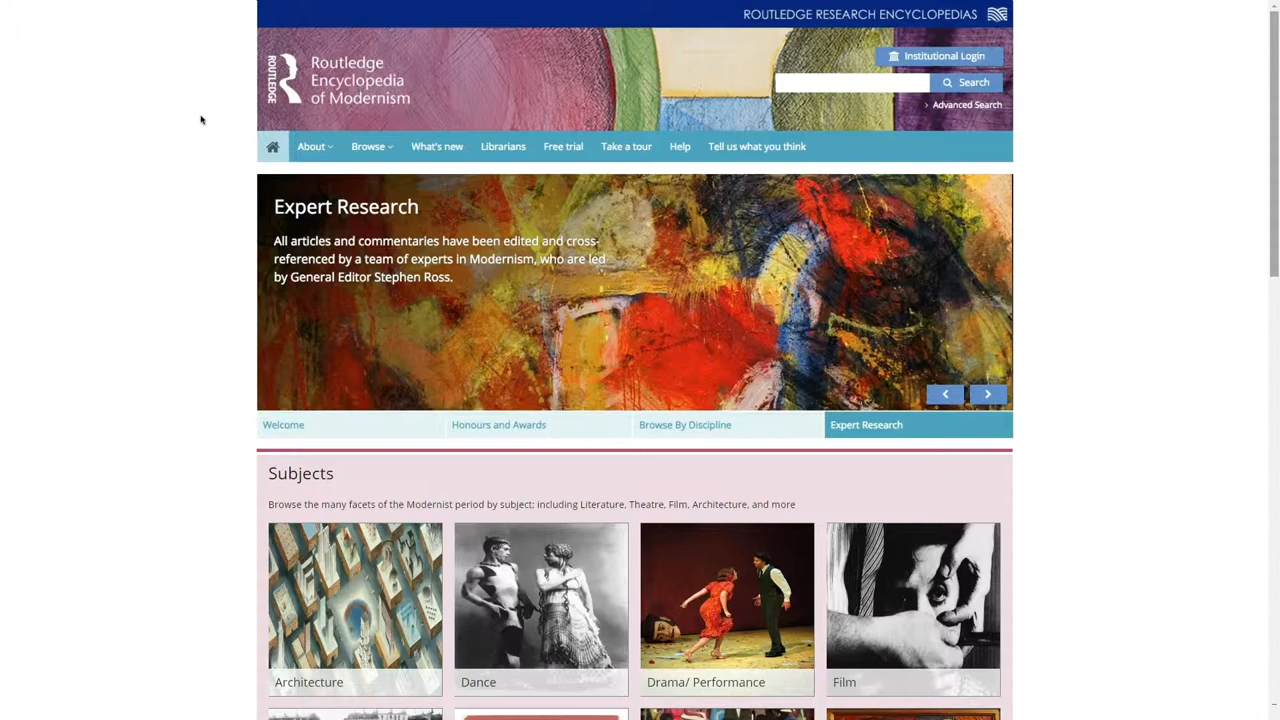 ROUTLEDGE RESEARCH ENCYCLOPEDIAS
ROUTLEDGE
Routledge
Encyclopedia
of Modernism
Institutional Login
Search
Advanced Search
About
Browse
What's new
Librarians
Free trial
Take a tour
Help
Tell us what you think
Expert Research
All articles and commentaries have been edited and cross-
referenced by a team of experts in Modernism, who are led
by General Editor Stephen Ross.
Welcome
Honours and Awards
Browse By Discipline
Expert Research
Subjects
Browse the many facets of the Modernist period by subject: including Literature, Theatre, Film, Architecture, and more
Architecture
Dance
Drama/ Performance
Film